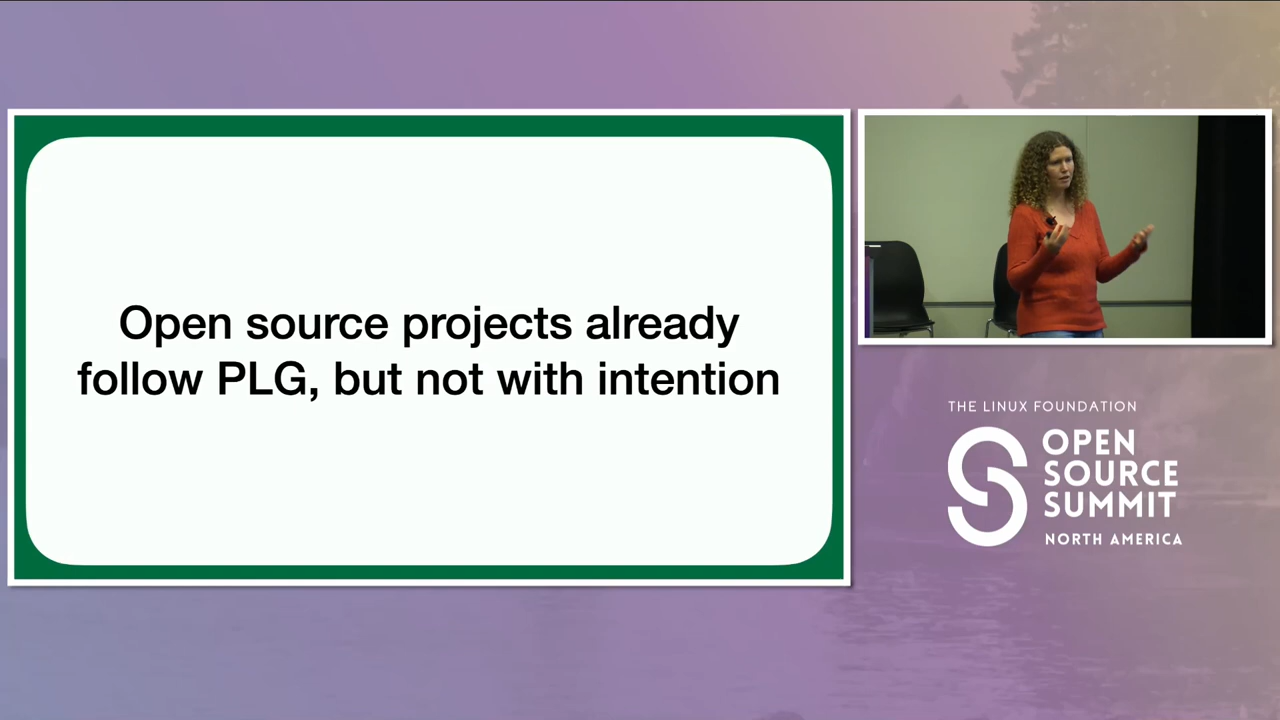 Open source projects already
follow PLG, but not with intention
THE LINUX FOUNDATION
OPEN
SOURCE
SUMMIT
NORTH AMERICA